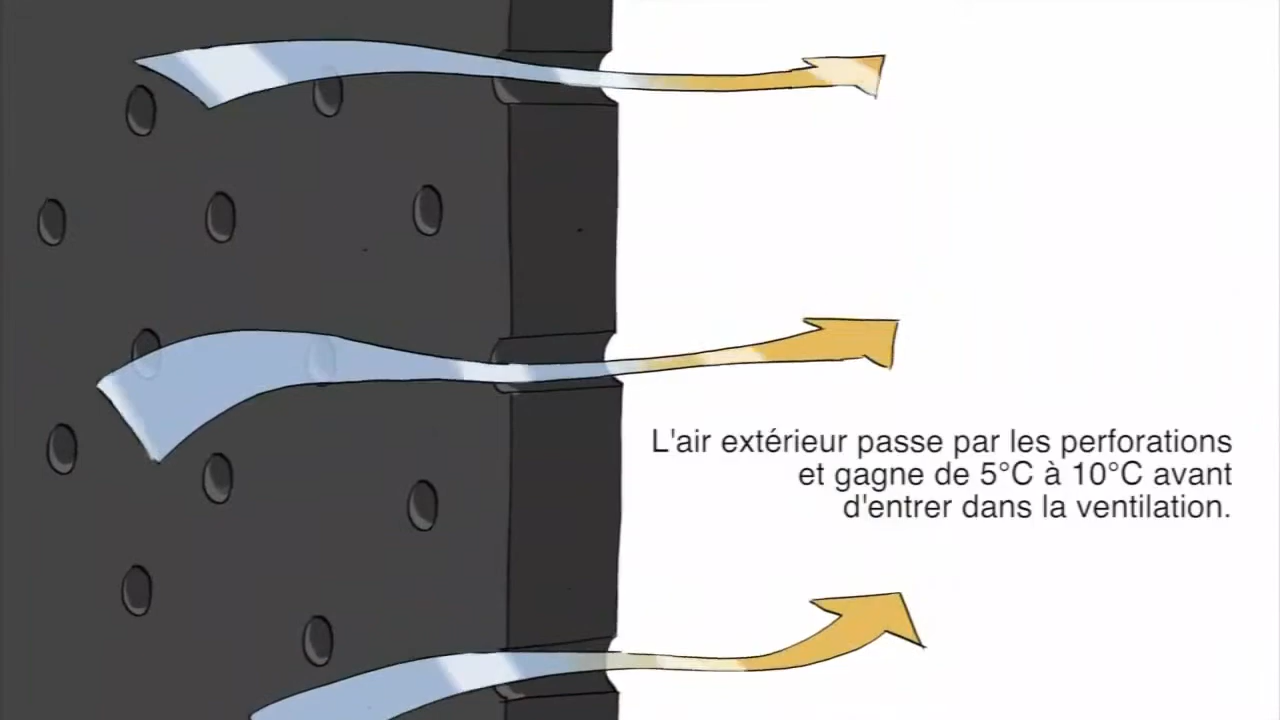 L'air extérieur passe par les perforations
et gagne de 5°C à 10°C avant
d'entrer dans la ventilation.